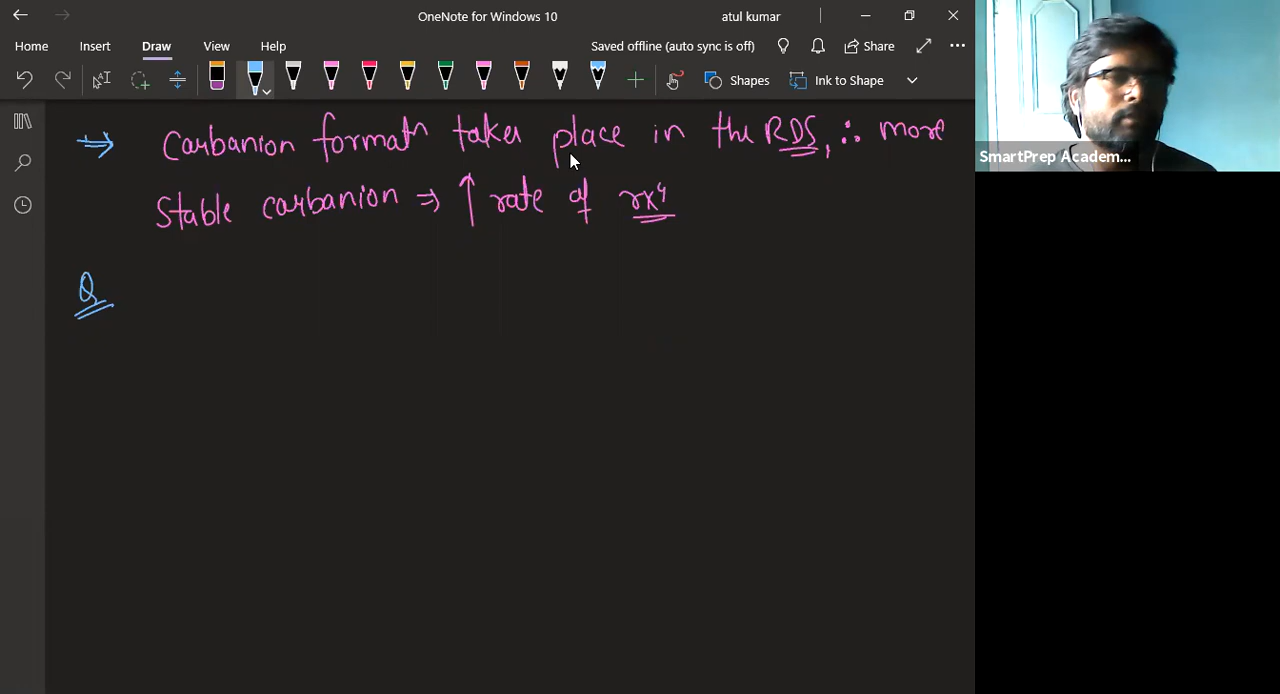 OneNote for Windows 10
atul kumar
Home Insert Draw View Help
Saved offline (auto sync is off)
Share
Shapes
Ink to Shape
SmartPrep Academ...
⇒ Carbanion formatn takes place in the RDS, ∴ more
stable carbanion ⇒ ↑ rate of rxn
Q